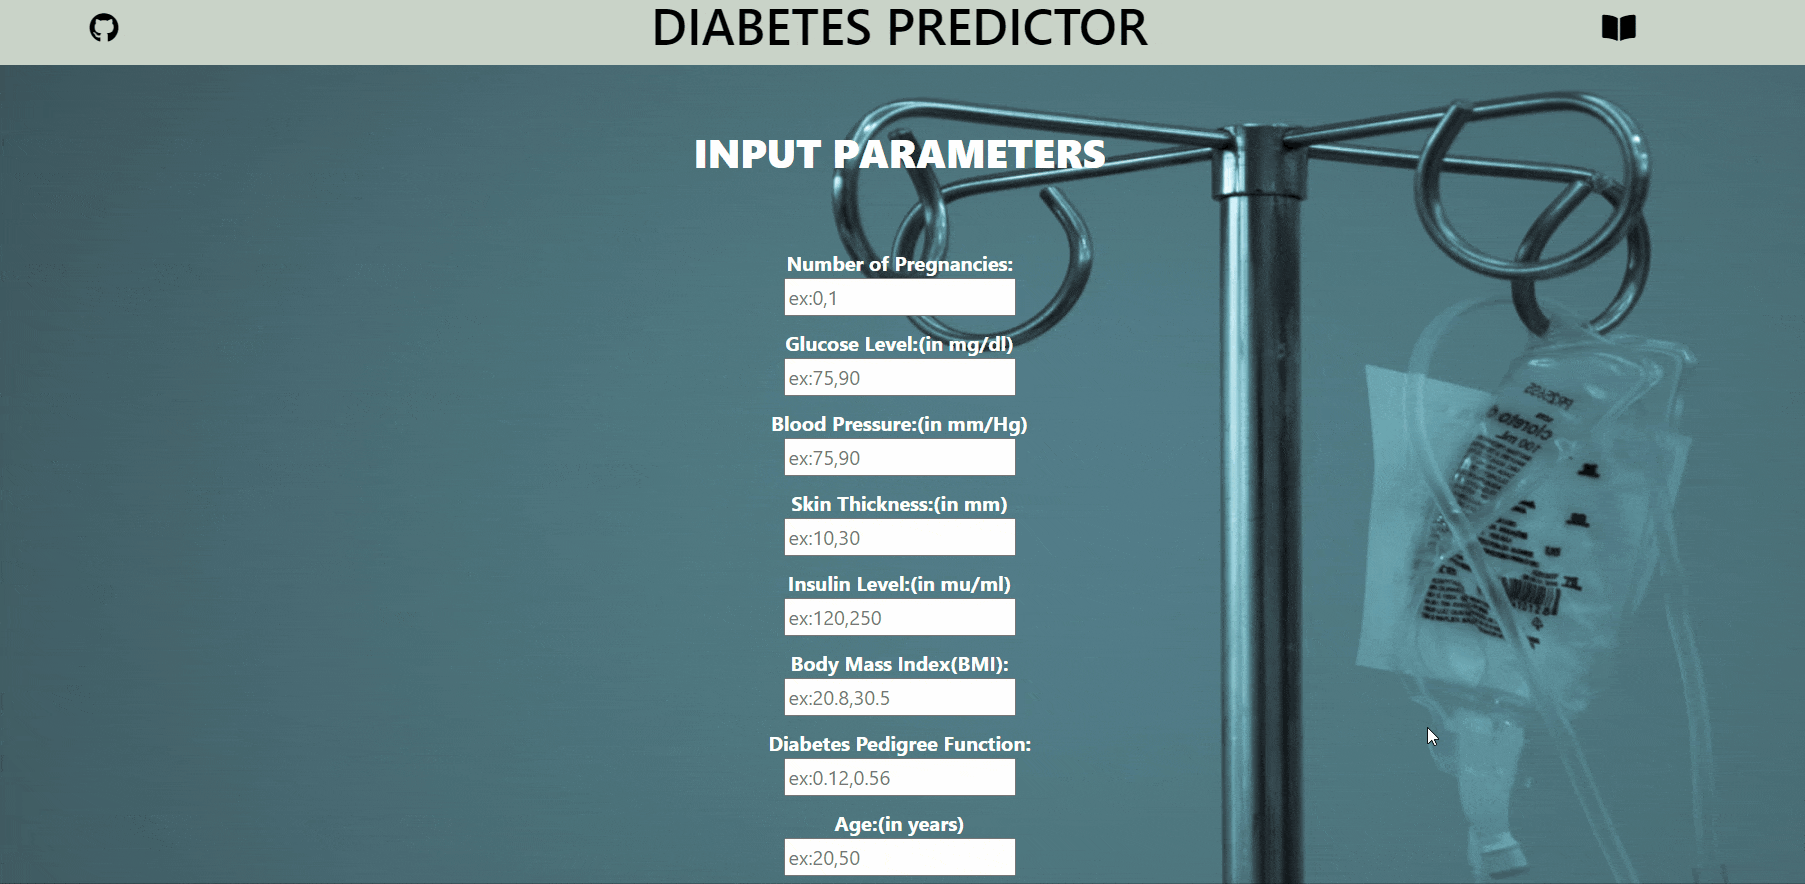 DIABETES PREDICTOR
INPUT PARAMETERS
Number of Pregnancies:
ex:0,1
Glucose Level:(in mg/dl)
ex:75,90
Blood Pressure:(in mm/Hg)
ex:75,90
Skin Thickness:(in mm)
ex:10,30
Insulin Level:(in mu/ml)
ex:120,250
Body Mass Index(BMI):
ex:20.8,30.5
Diabetes Pedigree Function:
ex:0.12,0.56
Age:(in years)
ex:20,50